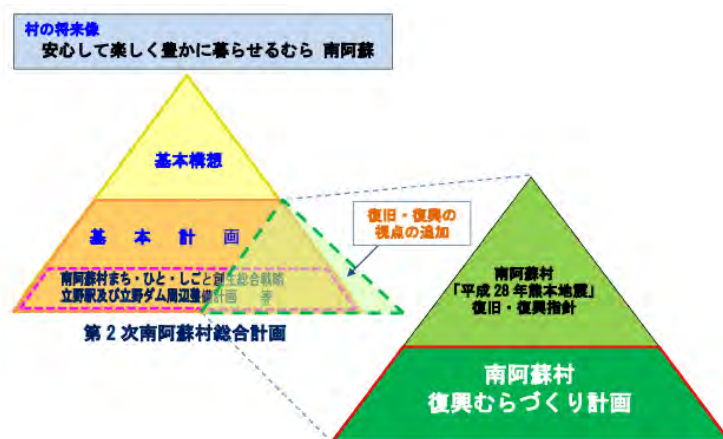 村の将来像
安心して楽しく豊かに暮らせるむら 南阿蘇
基本構想
基本計画
南阿蘇村まち・ひと・しごと創生総合戦略
立野駅及び立野ダム周辺整備計画 等
第2次南阿蘇村総合計画
復旧・復興の
視点の追加
南阿蘇村
「平成28年熊本地震」
復旧・復興指針
南阿蘇村
復興むらづくり計画